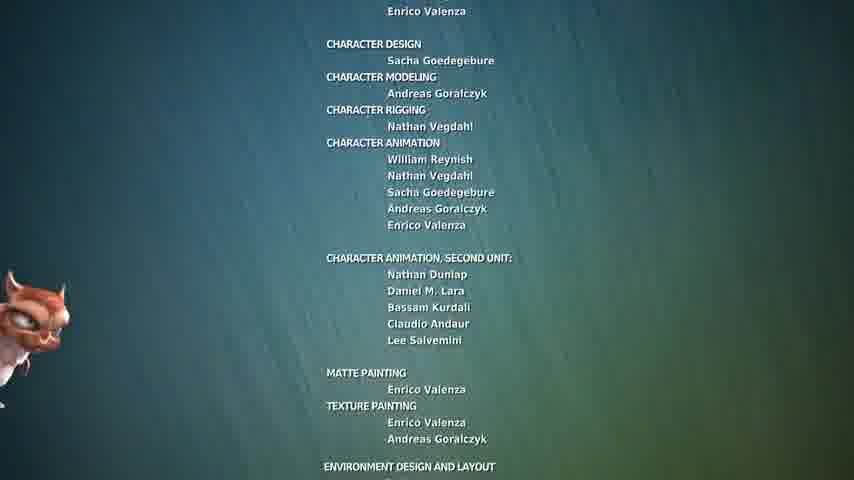 Enrico Valenza
CHARACTER DESIGN
Sacha Goedegebure
CHARACTER MODELING
Andreas Goralczyk
CHARACTER RIGGING
Nathan Vegdahl
CHARACTER ANIMATION
William Reynish
Nathan Vegdahl
Sacha Goedegebure
Andreas Goralczyk
Enrico Valenza
CHARACTER ANIMATION, SECOND UNIT:
Nathan Dunlap
Daniel M. Lara
Bassam Kurdali
Claudio Andaur
Lee Salvemini
MATTE PAINTING
Enrico Valenza
TEXTURE PAINTING
Enrico Valenza
Andreas Goralczyk
ENVIRONMENT DESIGN AND LAYOUT